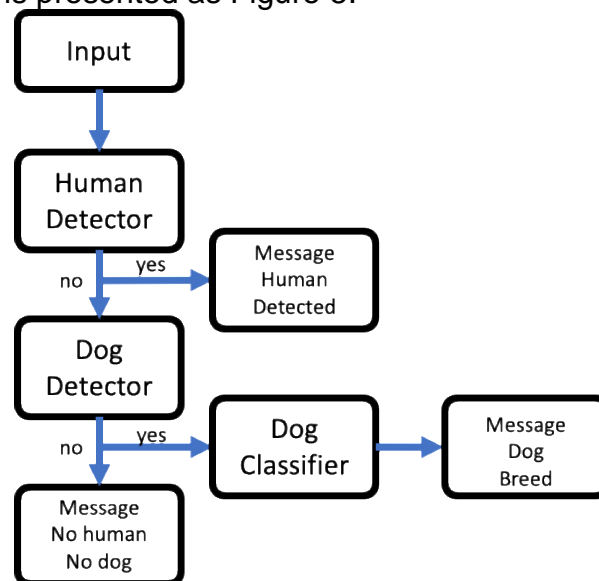 is presented as Figure
Input
Human
Detector
yes
no
Message
Human
Detected
Dog
Detector
yes
no
Dog
Classifier
Message
Dog
Breed
Message
No human
No dog